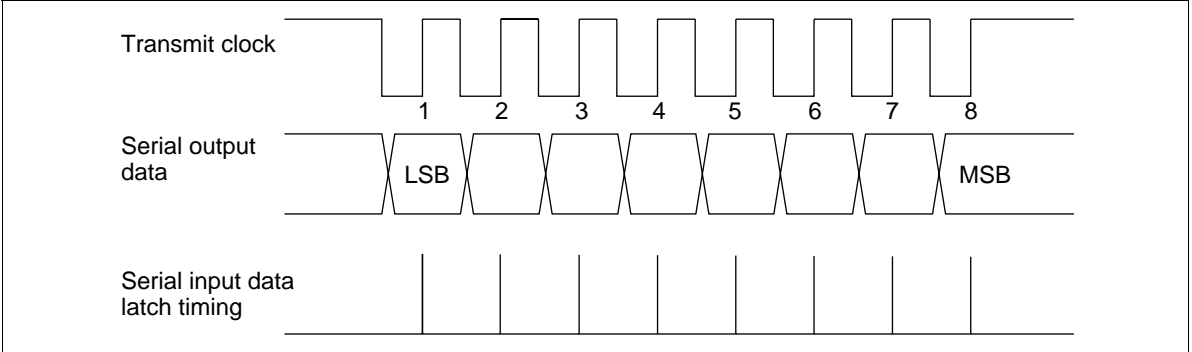 Transmit clock
1 2 3 4 5 6 7 8
Serial output
data
LSB
MSB
Serial input data
latch timing